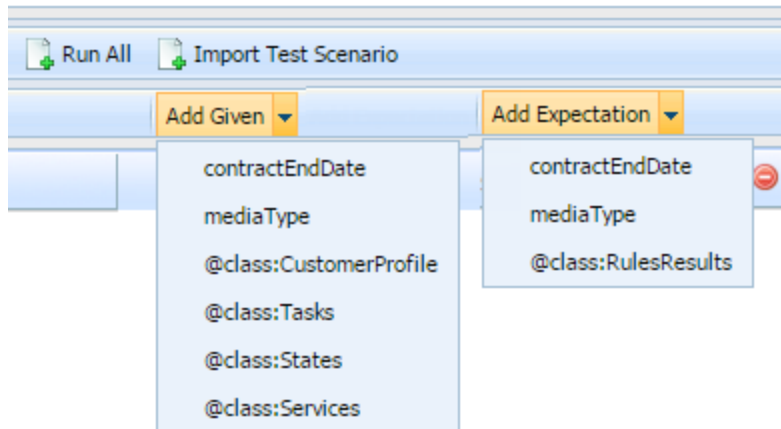 Run All Import Test Scenario
Add Given Add Expectation
contractEndDate contractEndDate
mediaType mediaType
@class:CustomerProfile @class:RulesResults
@class:Tasks
@class:States
@class:Services